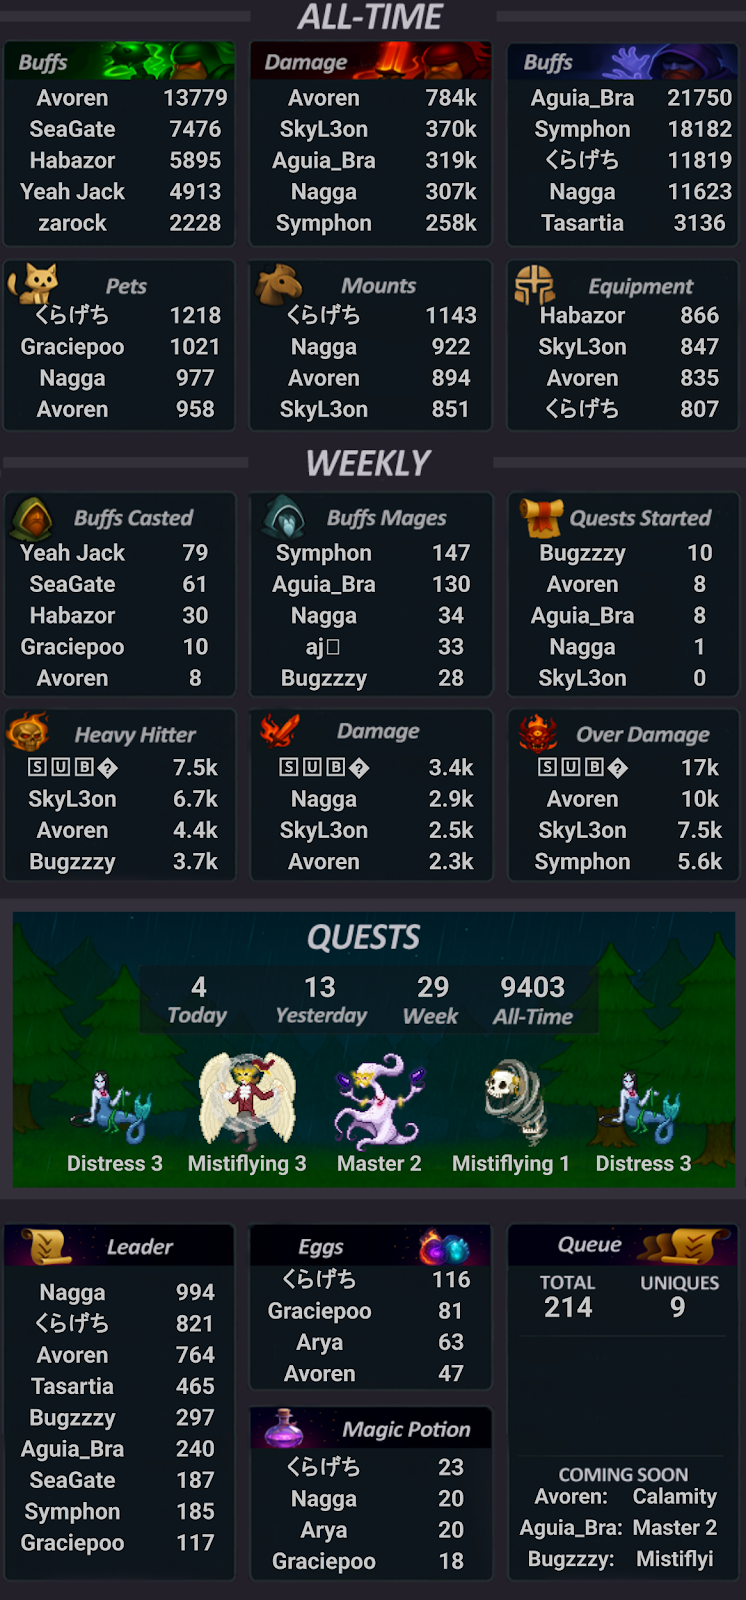 ALL-TIME
Buffs
Avoren 13779
SeaGate 7476
Habazor 5895
Yeah Jack 4913
zarock 2228
Damage
Avoren 784k
SkyL3on 370k
Aguia_Bra 319k
Nagga 307k
Symphon 258k
Buffs
Aguia_Bra 21750
Symphon 18182
くらげち 11819
Nagga 11623
Tasartia 3136
Pets
くらげち 1218
Graciepoo 1021
Nagga 977
Avoren 958
Mounts
くらげち 1143
Nagga 922
Avoren 894
SkyL3on 851
Equipment
Habazor 866
SkyL3on 847
Avoren 835
くらげち 807
WEEKLY
Buffs Casted
Yeah Jack 79
SeaGate 61
Habazor 30
Graciepoo 10
Avoren 8
Buffs Mages
Symphon 147
Aguia_Bra 130
Nagga 34
aj□ 33
Bugzzzy 28
Quests Started
Bugzzzy 10
Avoren 8
Aguia_Bra 8
Nagga 1
SkyL3on 0
Heavy Hitter
🅂🅄🄱� 7.5k
SkyL3on 6.7k
Avoren 4.4k
Bugzzzy 3.7k
Damage
🅂🅄🄱� 3.4k
Nagga 2.9k
SkyL3on 2.5k
Avoren 2.3k
Over Damage
🅂🅄🄱� 17k
Avoren 10k
SkyL3on 7.5k
Symphon 5.6k
QUESTS
4 13 29 9403
Today Yesterday Week All-Time
Distress 3 Mistiflying 3 Master 2 Mistiflying 1 Distress 3
Leader
Nagga 994
くらげち 821
Avoren 764
Tasartia 465
Bugzzzy 297
Aguia_Bra 240
SeaGate 187
Symphon 185
Graciepoo 117
Eggs
くらげち 116
Graciepoo 81
Arya 63
Avoren 47
Magic Potion
くらげち 23
Nagga 20
Arya 20
Graciepoo 18
Queue
TOTAL UNIQUES
214 9
COMING SOON
Avoren: Calamity
Aguia_Bra: Master 2
Bugzzzy: Mistiflyi